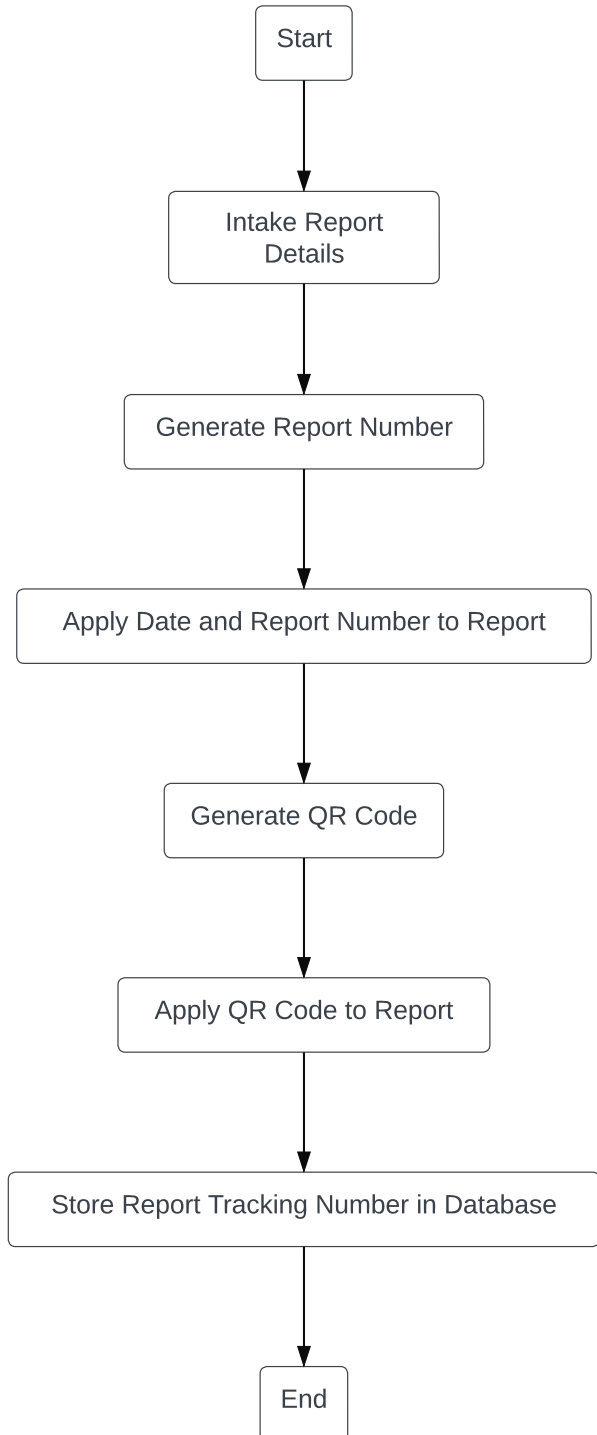 Start
Intake Report
Details
Generate Report Number
Apply Date and Report Number to Report
Generate QR Code
Apply QR Code to Report
Store Report Tracking Number in Database
End